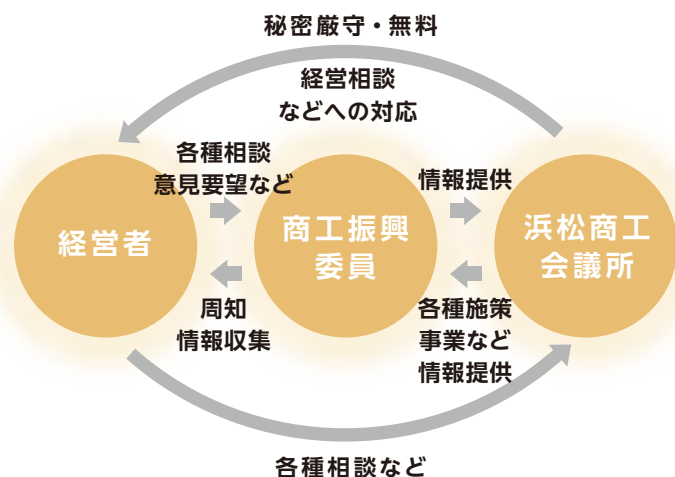 秘密厳守・無料
経営相談
などへの対応
各種相談
意見要望など
情報提供
経営者
商工振興
委員
浜松商工
会議所
周知
情報収集
各種施策
事業など
情報提供
各種相談など